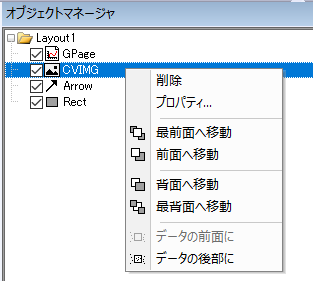 オブジェクトマネージャ
Layout1
GPage
CVIMG
Arrow
Rect
削除
プロパティ...
最前面へ移動
前面へ移動
背面へ移動
最背面へ移動
データの前面に
データの後部に